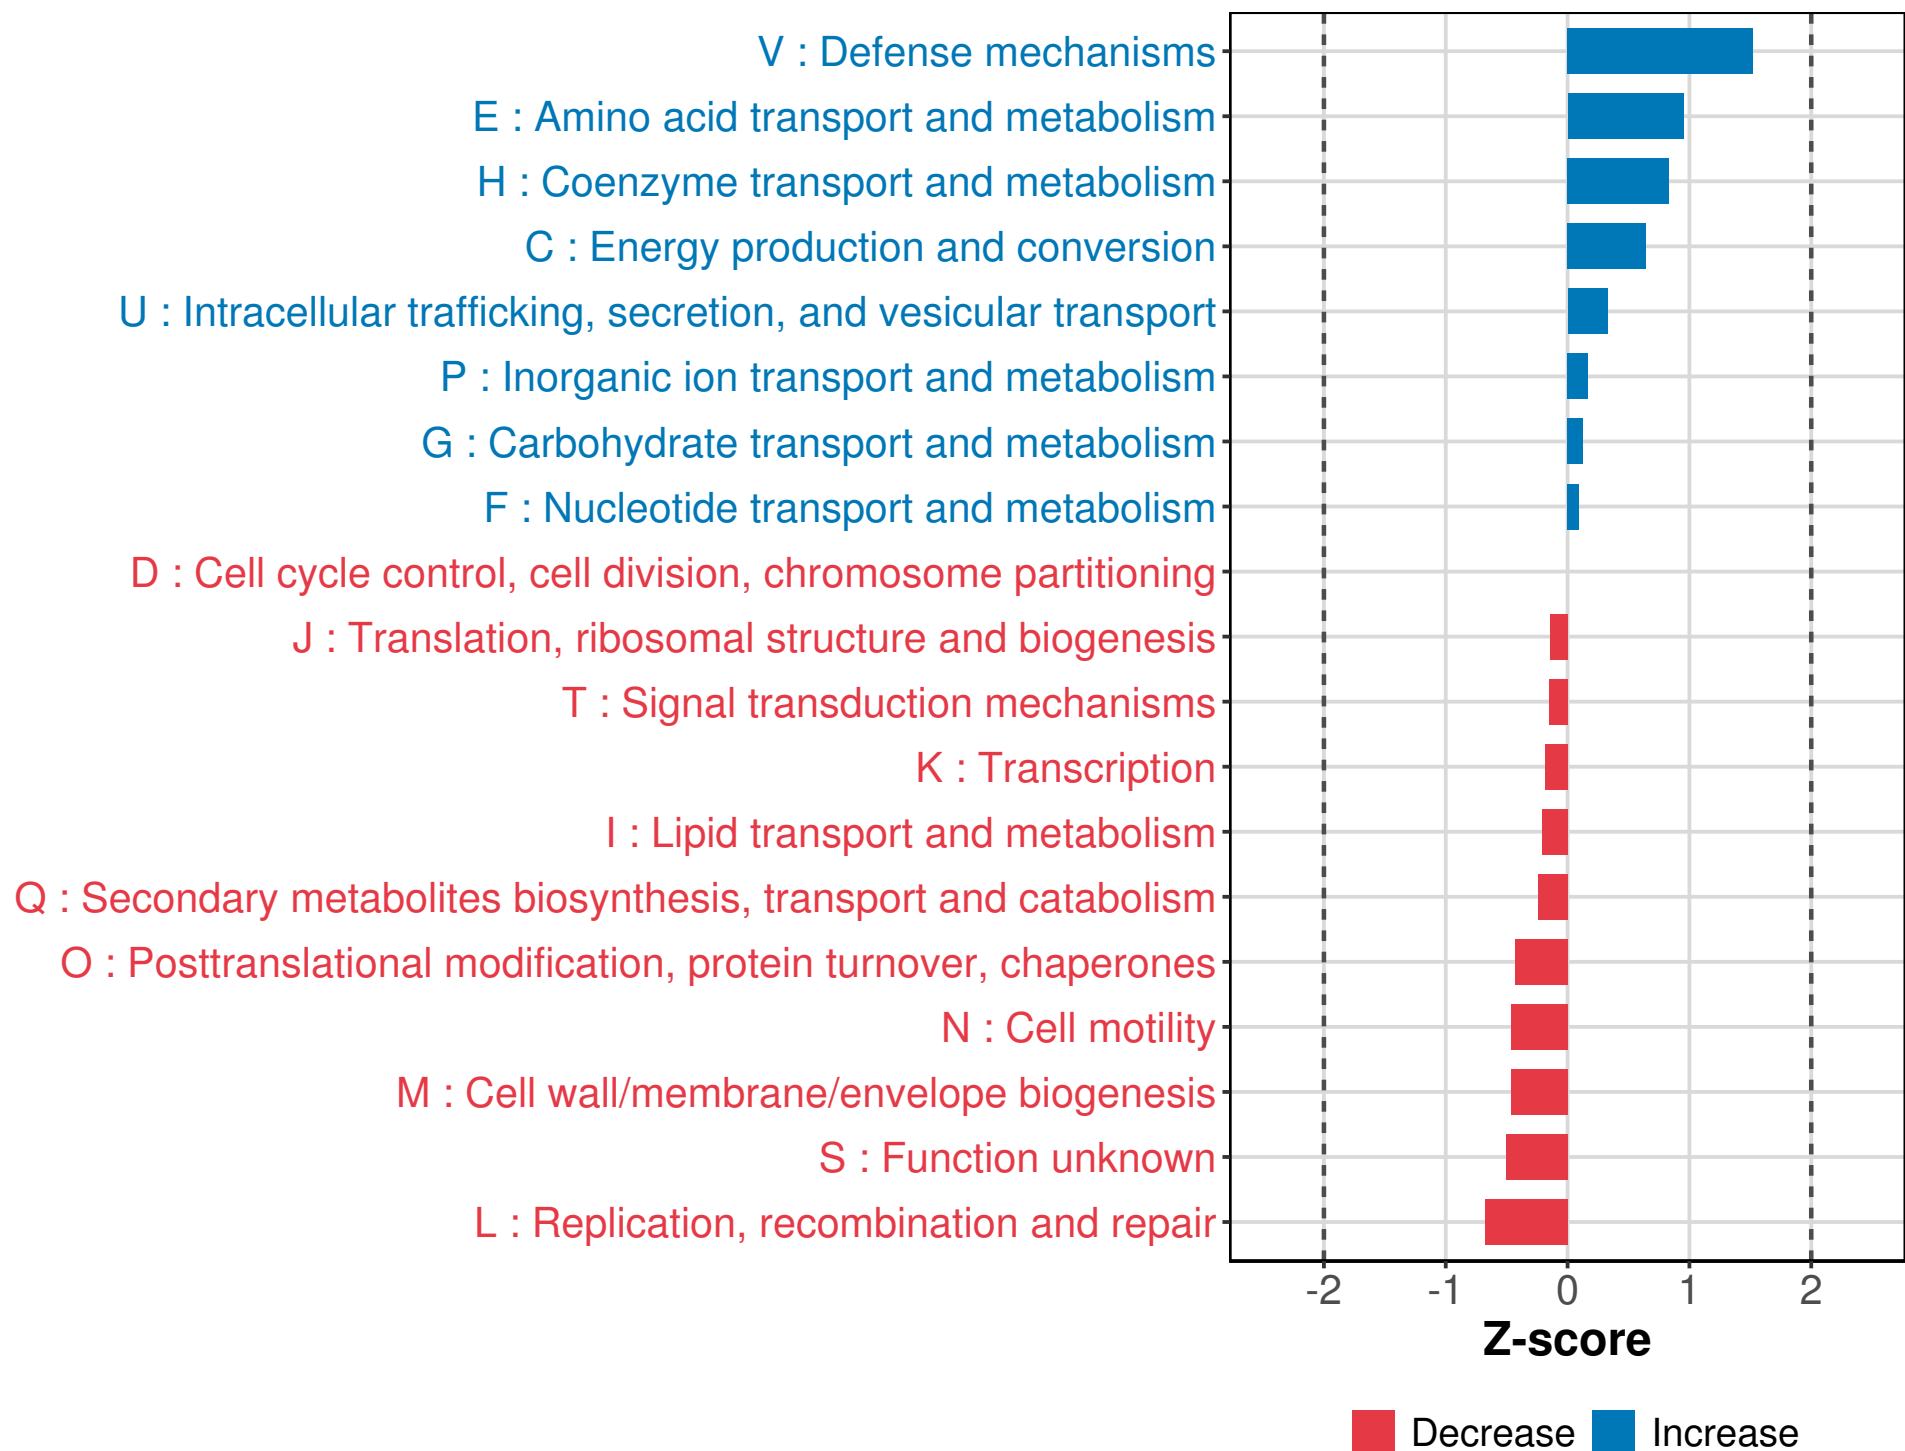 V : Defense mechanisms
E : Amino acid transport and metabolism
H : Coenzyme transport and metabolism
C : Energy production and conversion
U : Intracellular trafficking, secretion, and vesicular transport
P : Inorganic ion transport and metabolism
G : Carbohydrate transport and metabolism
F : Nucleotide transport and metabolism
D : Cell cycle control, cell division, chromosome partitioning
J : Translation, ribosomal structure and biogenesis
T : Signal transduction mechanisms
K : Transcription
I : Lipid transport and metabolism
Q : Secondary metabolites biosynthesis, transport and catabolism
O : Posttranslational modification, protein turnover, chaperones
N : Cell motility
M : Cell wall/membrane/envelope biogenesis
S : Function unknown
L : Replication, recombination and repair
-2 -1 0 1 2
Z-score
Decrease Increase